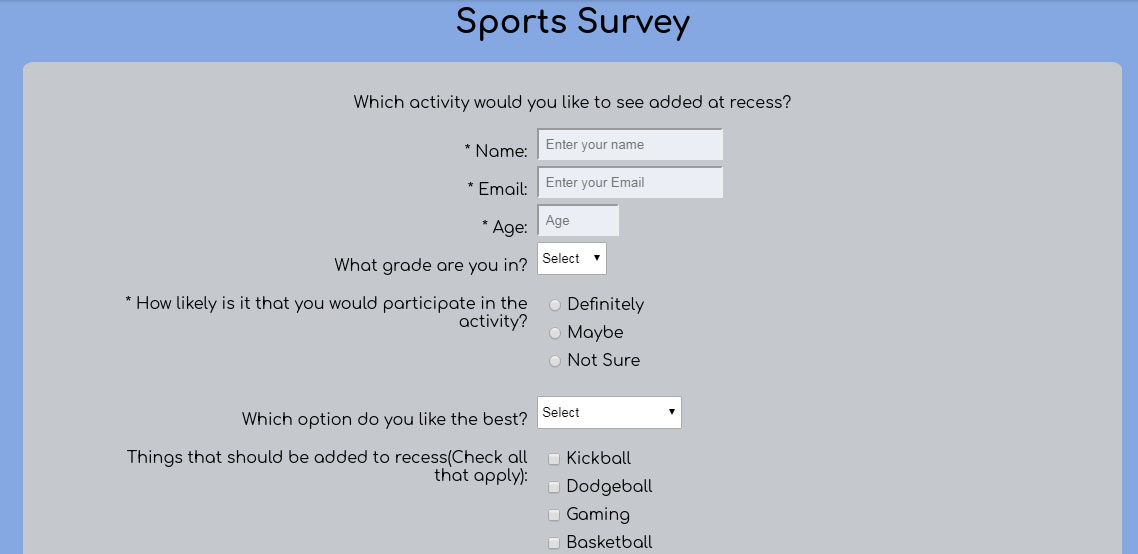 Sports Survey
Which activity would you like to see added at recess?
* Name: Enter your name
* Email: Enter your Email
* Age: Age
What grade are you in? Select
* How likely is it that you would participate in the
activity?
Definitely
Maybe
Not Sure
Which option do you like the best? Select
Things that should be added to recess(Check all
that apply):
Kickball
Dodgeball
Gaming
Basketball